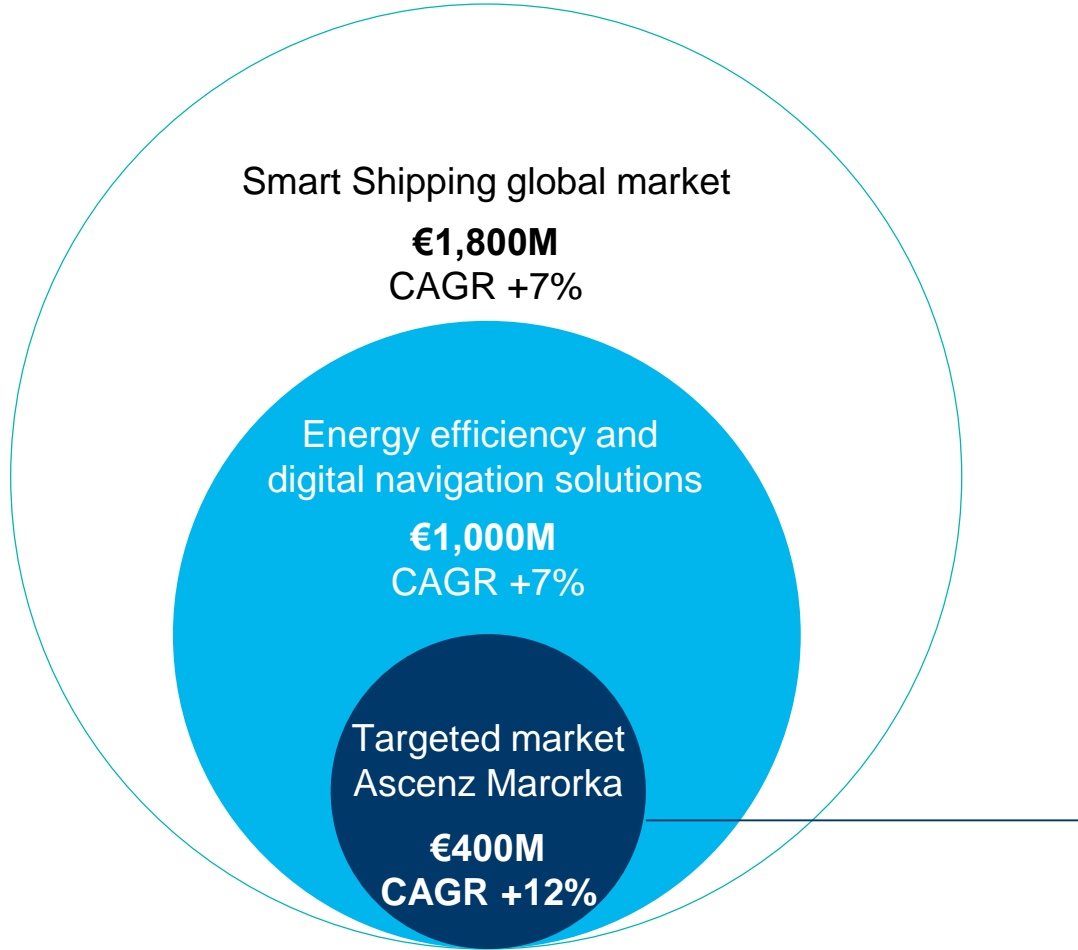 Smart Shipping global market
€1,800M
CAGR +7%
Energy efficiency and
digital navigation solutions
€1,000M
CAGR +7%
Targeted market
Ascenz Marorka
€400M
CAGR +12%